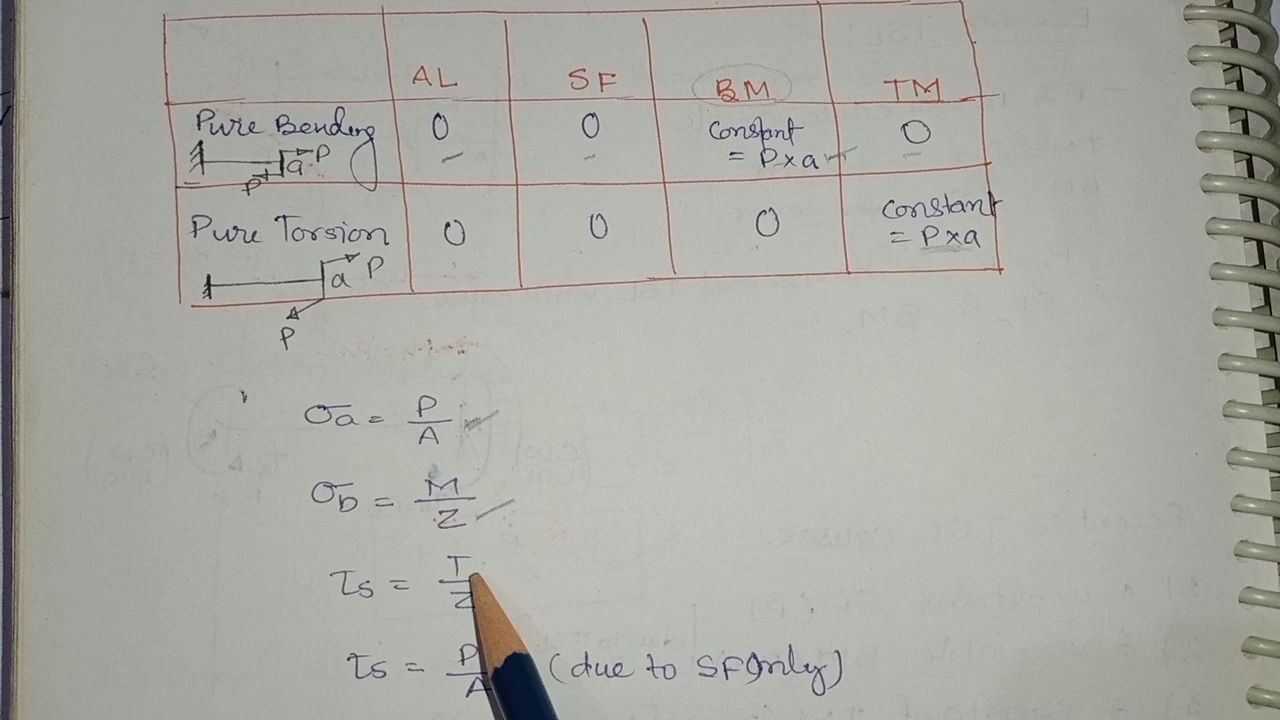 AL SF BM TM
Pure Bending 0 0 constant 0
= P×a
P a P
Pure Torsion 0 0 0 constant
= P×a
a P
P
σa = P/A
σb = M/Z
τs = T/Z
τs = P/A (due to SF only)